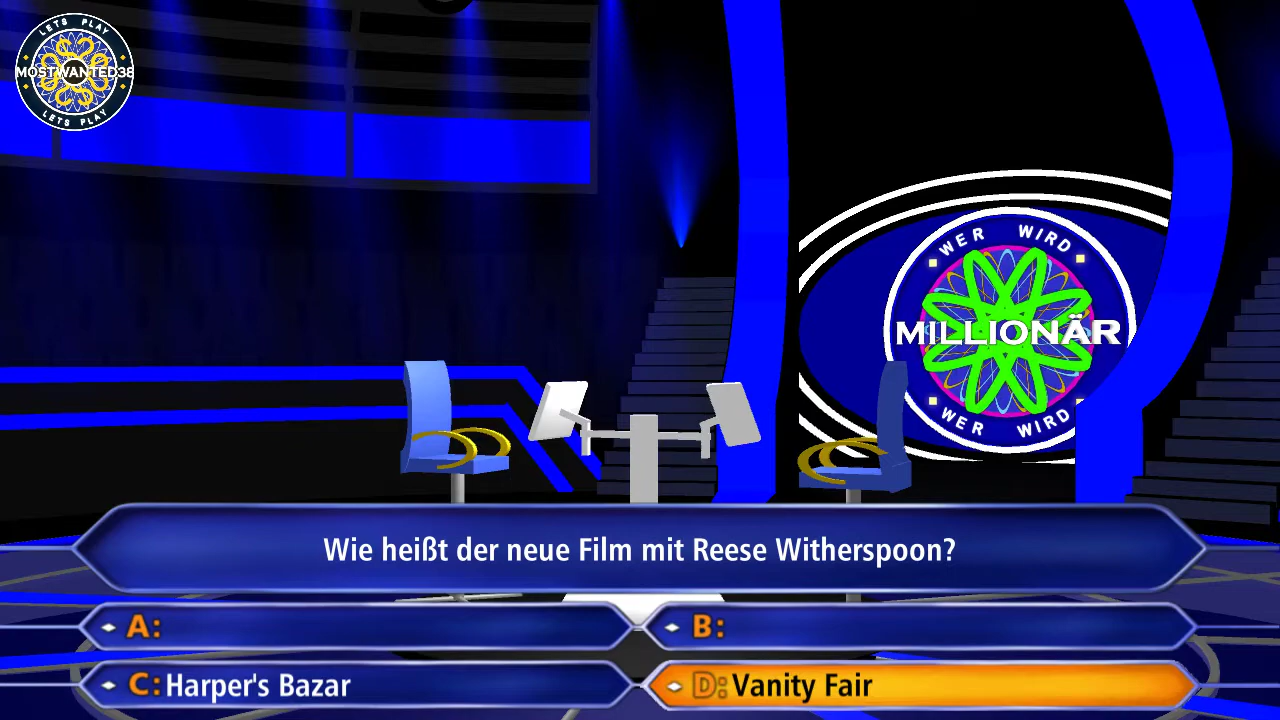 LETS PLAY
MOSTWANTED38
LETS PLAY
WER WIRD
MILLIONÄR
WER WIRD
Wie heißt der neue Film mit Reese Witherspoon?
A:
B:
C: Harper's Bazar
D: Vanity Fair